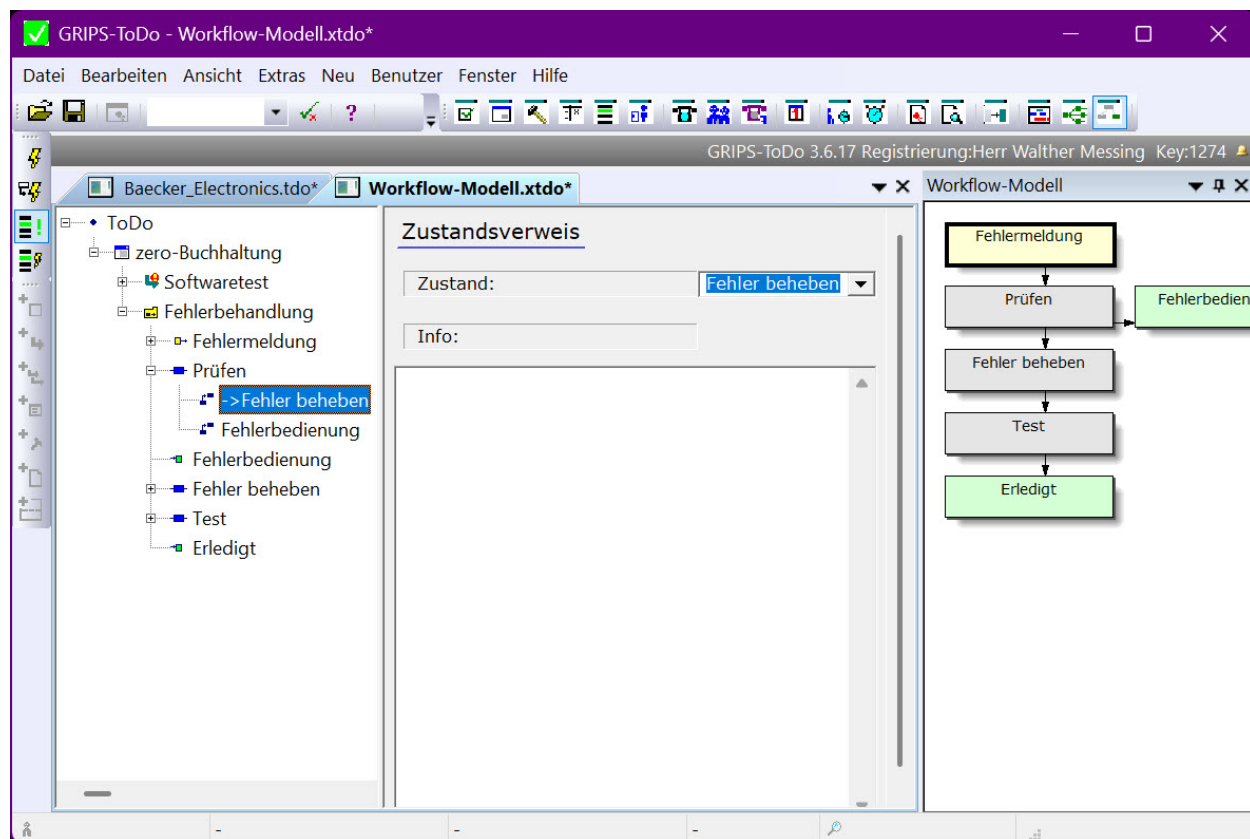 GRIPS-ToDo - Workflow-Modell.xtdo*
Datei Bearbeiten Ansicht Extras Neu Benutzer Fenster Hilfe
GRIPS-ToDo 3.6.17 Registrierung:Herr Walther Messing Key:1274
Baecker_Electronics.tdo*
Workflow-Modell.xtdo*
ToDo
zero-Buchhaltung
Softwaretest
Fehlerbehandlung
Fehlermeldung
Prüfen
->Fehler beheben
Fehlerbedienung
Fehlerbedienung
Fehler beheben
Test
Erledigt
Zustandsverweis
Zustand: Fehler beheben
Info:
Workflow-Modell
Fehlermeldung
Prüfen
Fehlerbedien
Fehler beheben
Test
Erledigt
- - -